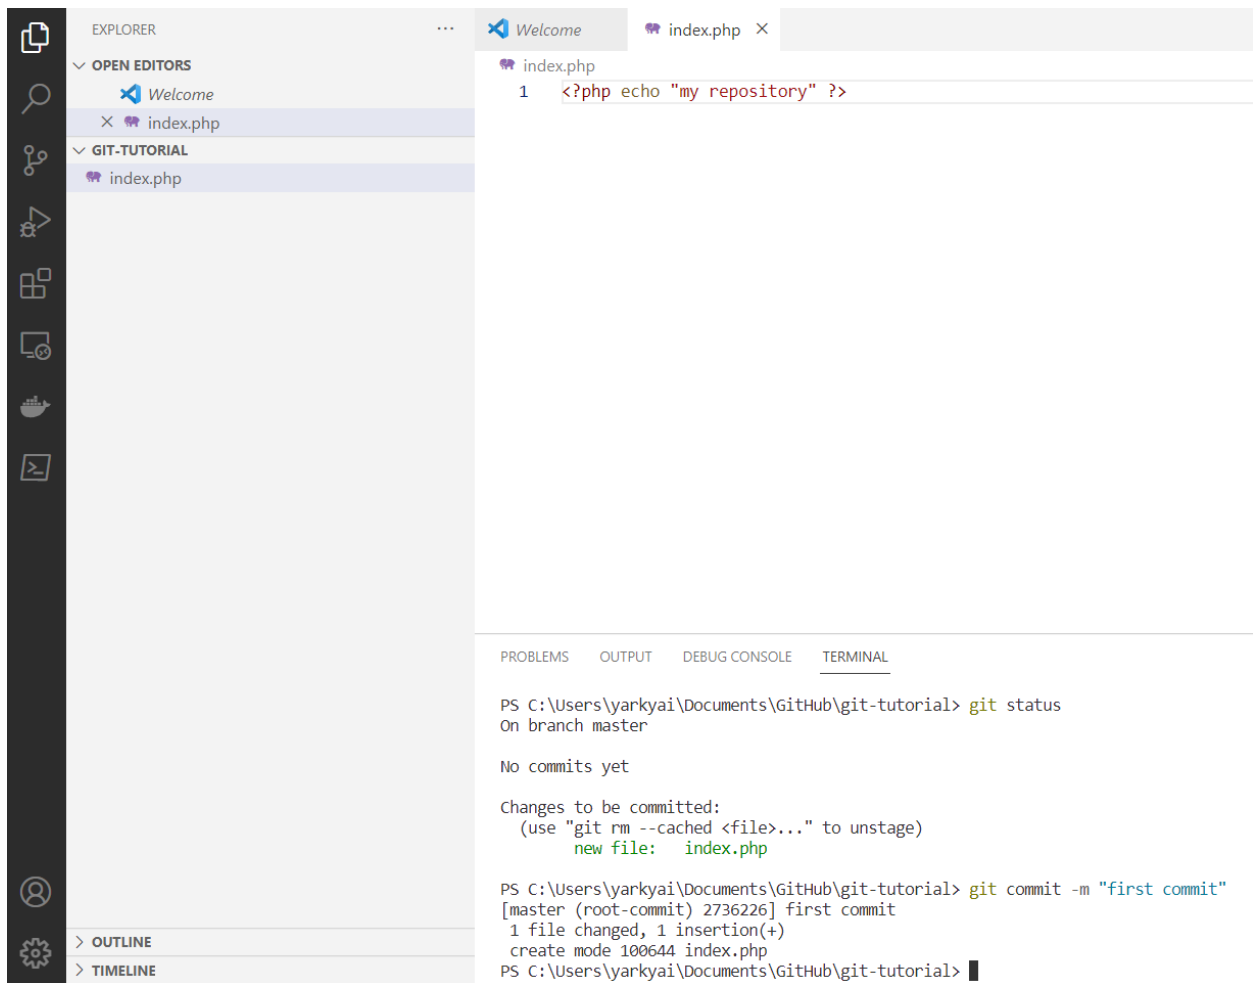 EXPLORER
OPEN EDITORS
Welcome
index.php
GIT-TUTORIAL
index.php
OUTLINE
TIMELINE
Welcome
index.php
index.php
1 <?php echo "my repository" ?>
PROBLEMS OUTPUT DEBUG CONSOLE TERMINAL
PS C:\Users\yarkyai\Documents\GitHub\git-tutorial> git status
On branch master
No commits yet
Changes to be committed:
  (use "git rm --cached <file>..." to unstage)
        new file:   index.php
PS C:\Users\yarkyai\Documents\GitHub\git-tutorial> git commit -m "first commit"
[master (root-commit) 2736226] first commit
 1 file changed, 1 insertion(+)
 create mode 100644 index.php
PS C:\Users\yarkyai\Documents\GitHub\git-tutorial>